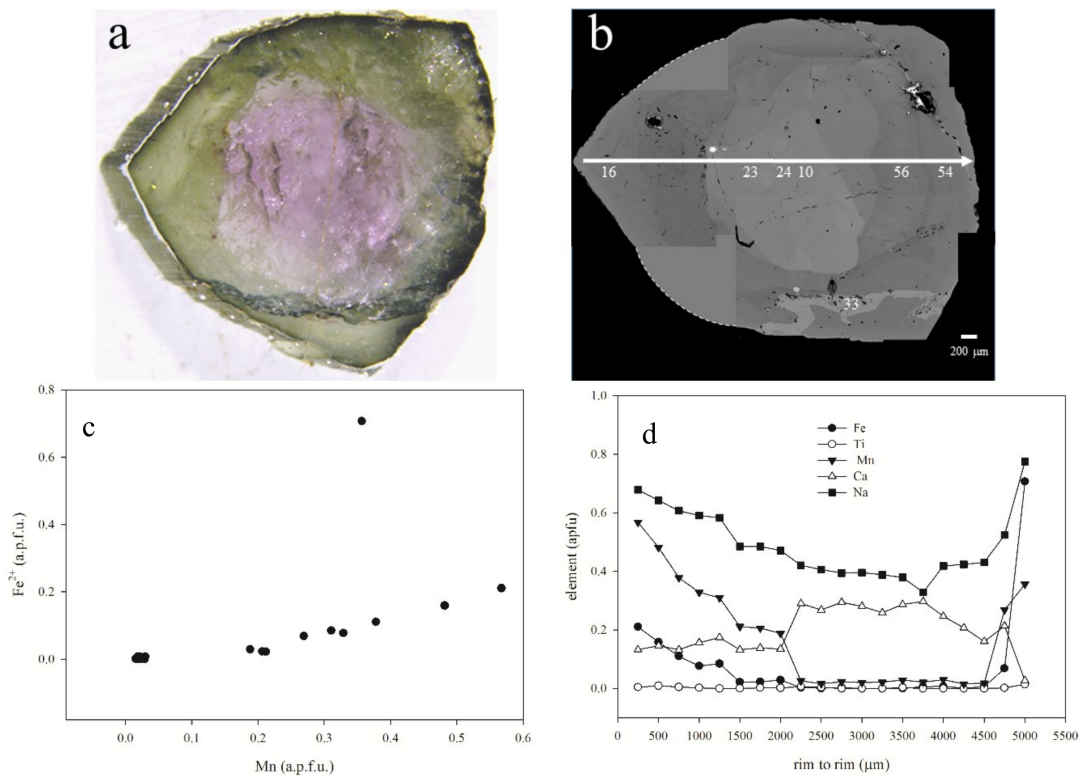 a
b
16 23 24 10 56 54
33
200 μm
c
0.8
0.6
0.4
0.2
0.0
Fe2+ (a.p.f.u.)
0.0 0.1 0.2 0.3 0.4 0.5 0.6
Mn (a.p.f.u.)
d
Fe
Ti
Mn
Ca
Na
1.0
0.8
0.6
0.4
0.2
0.0
element (apfu)
0 500 1000 1500 2000 2500 3000 3500 4000 4500 5000 5500
rim to rim (μm)